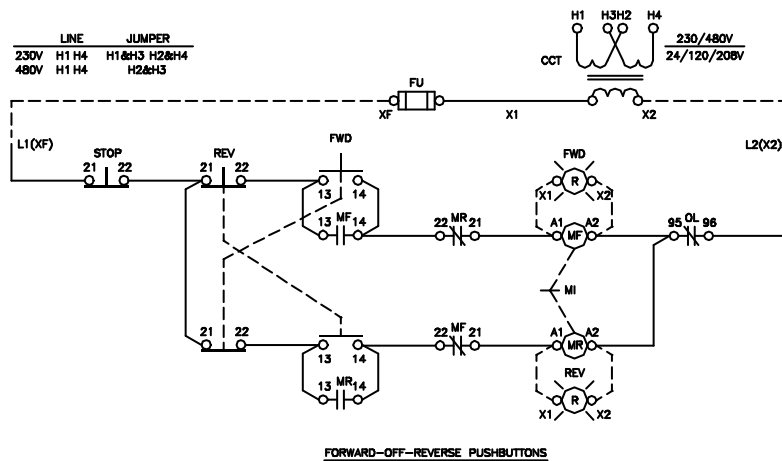 H1 H3 H2 H4
LINE JUMPER
230V H1 H4 H1&H3 H2&H4
480V H1 H4 H2&H3
CCT
230/480V
24/120/208V
FU
XF X1 X2
L1(XF) L2(X2)
STOP REV FWD FWD
21 22 21 22 13 14 X1 R X2
13 MF 14 22 MR 21 A1 MF A2 95 OL 96
MI
21 22 13 14 22 MF 21 A1 MR A2
13 MR 14 REV
X1 R X2
FORWARD-OFF-REVERSE PUSHBUTTONS